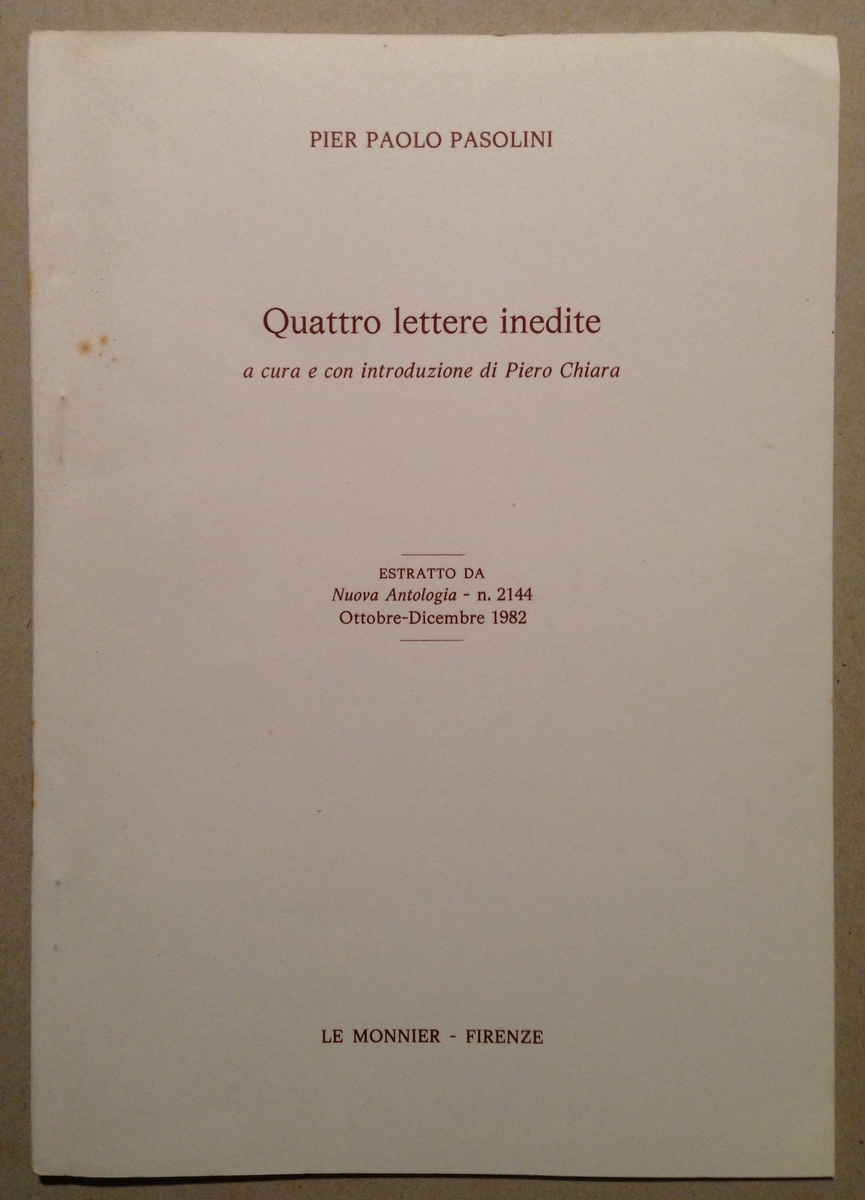 PIER PAOLO PASOLINI
Quattro lettere inedite
a cura e con introduzione di Piero Chiara
ESTRATTO DA
Nuova Antologia - n. 2144
Ottobre-Dicembre 1982
LE MONNIER - FIRENZE